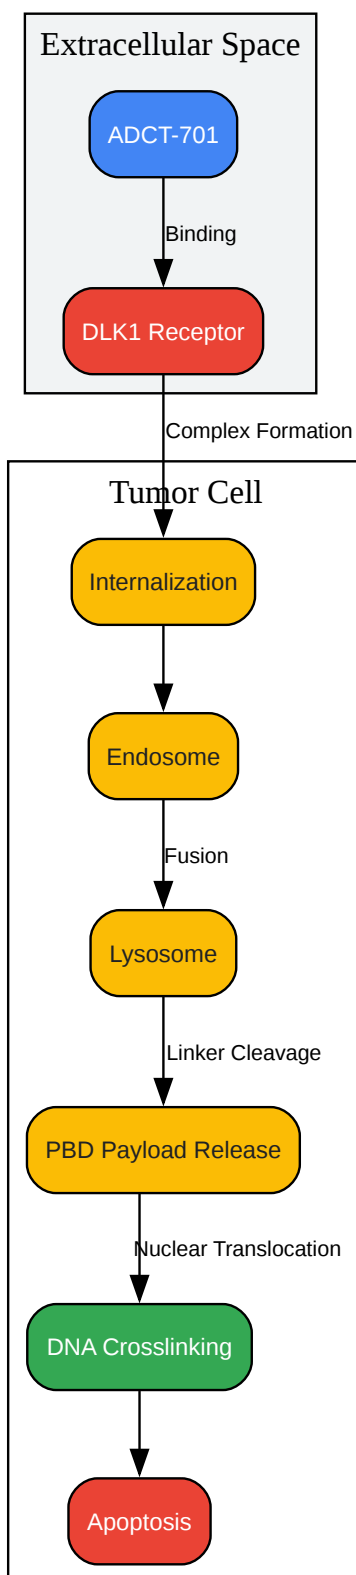 Extracellular Space
ADCT-701
Binding
DLK1 Receptor
Complex Formation
Tumor Cell
Internalization
Endosome
Fusion
Lysosome
Linker Cleavage
PBD Payload Release
Nuclear Translocation
DNA Crosslinking
Apoptosis